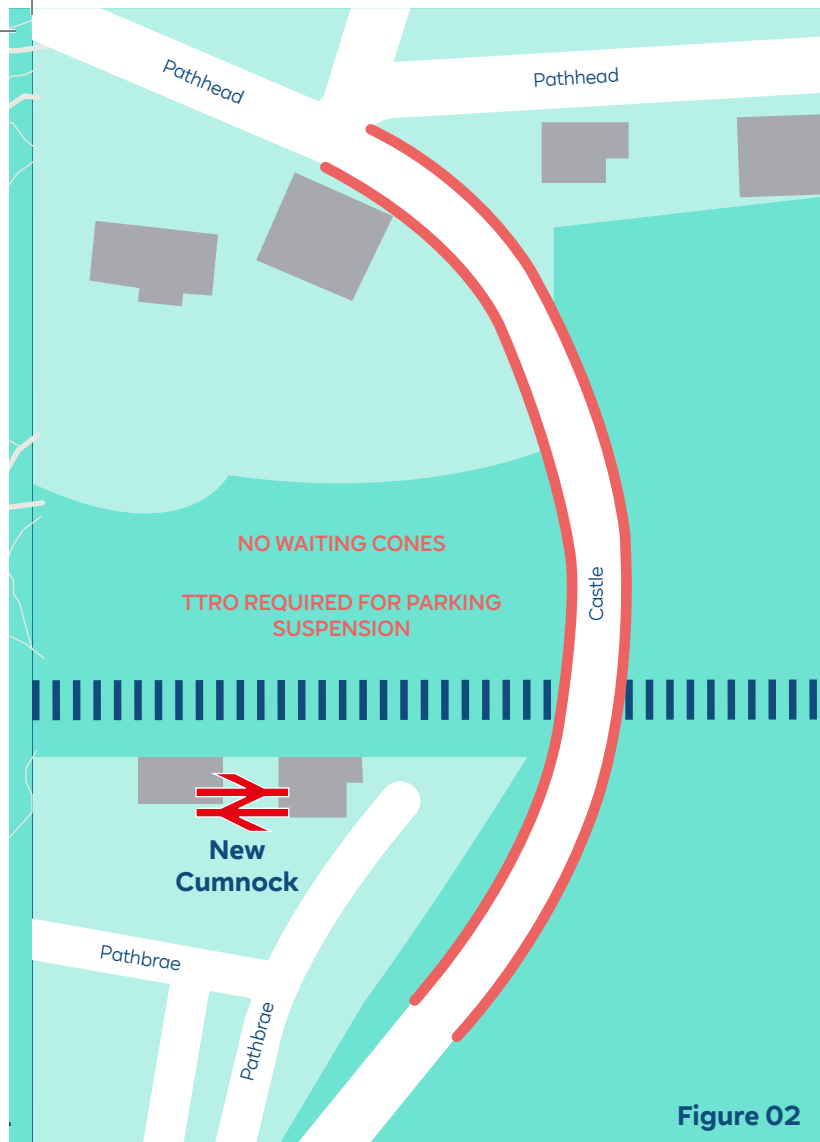 Pathhead
Pathhead
NO WAITING CONES
TTRO REQUIRED FOR PARKING
SUSPENSION
Castle
New
Cumnock
Pathbrae
Pathbrae
Figure 02